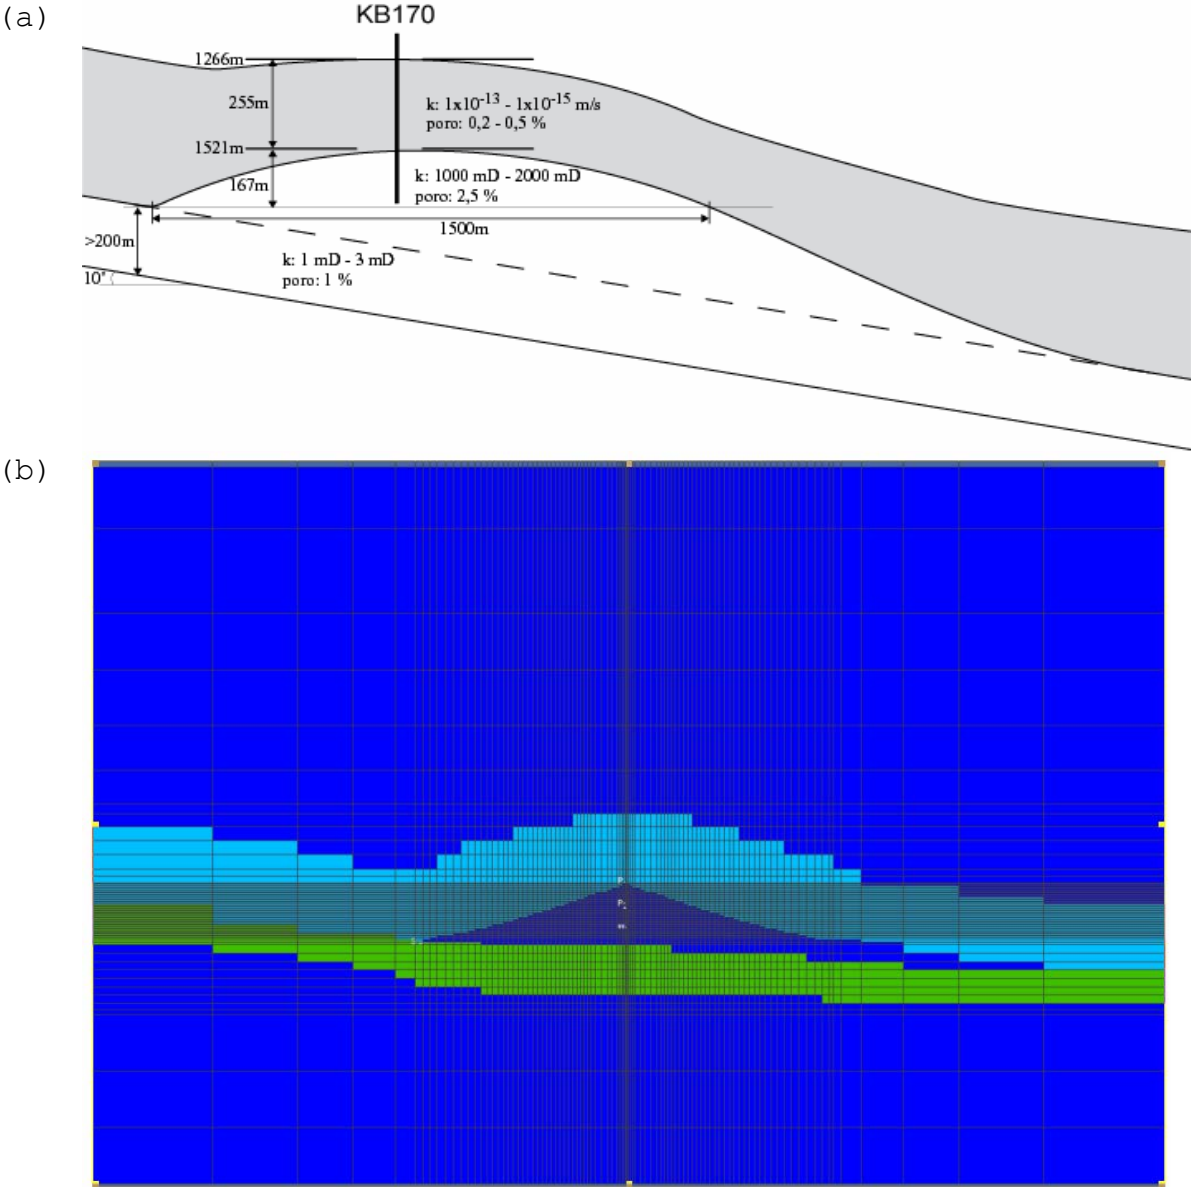 (a)
KB170
1266m
255m
k: 1x10-13 - 1x10-15 m/s
poro: 0,2 - 0,5 %
1521m
167m
k: 1000 mD - 2000 mD
poro: 2,5 %
1500m
>200m
k: 1 mD - 3 mD
poro: 1 %
10°
(b)